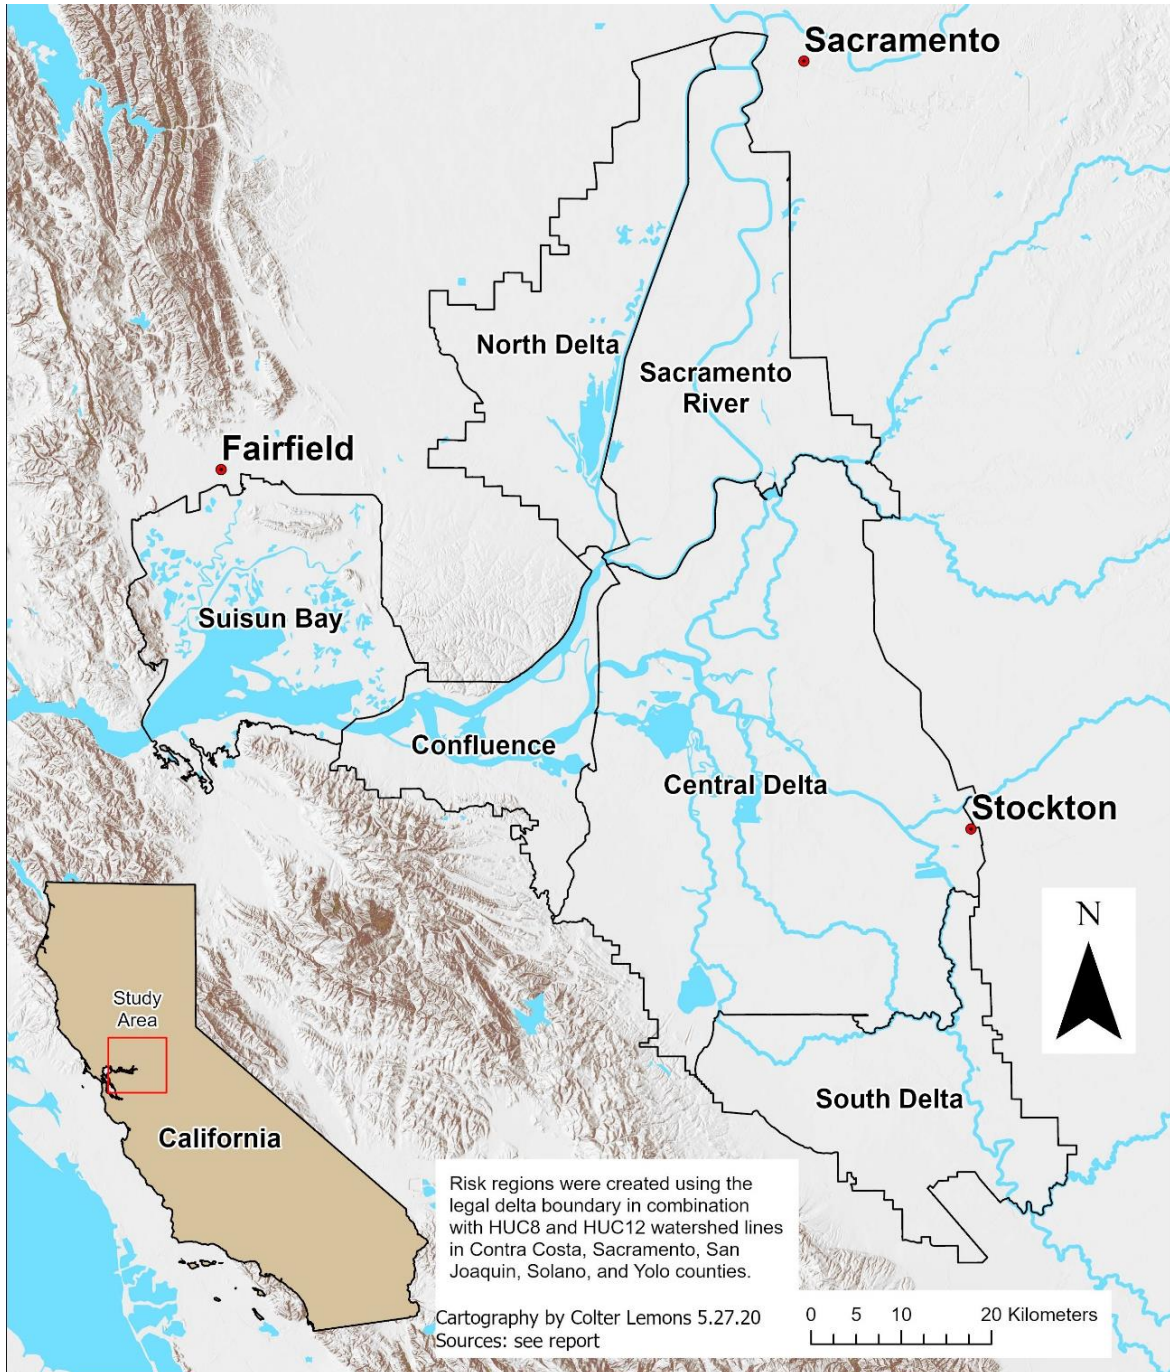 Sacramento
North Delta
Sacramento
River
Fairfield
Suisun Bay
Confluence
Central Delta
Stockton
N
Study
Area
South Delta
California
Risk regions were created using the
legal delta boundary in combination
with HUC8 and HUC12 watershed lines
in Contra Costa, Sacramento, San
Joaquin, Solano, and Yolo counties.
Cartography by Colter Lemons 5.27.20
Sources: see report
0 5 10 20 Kilometers